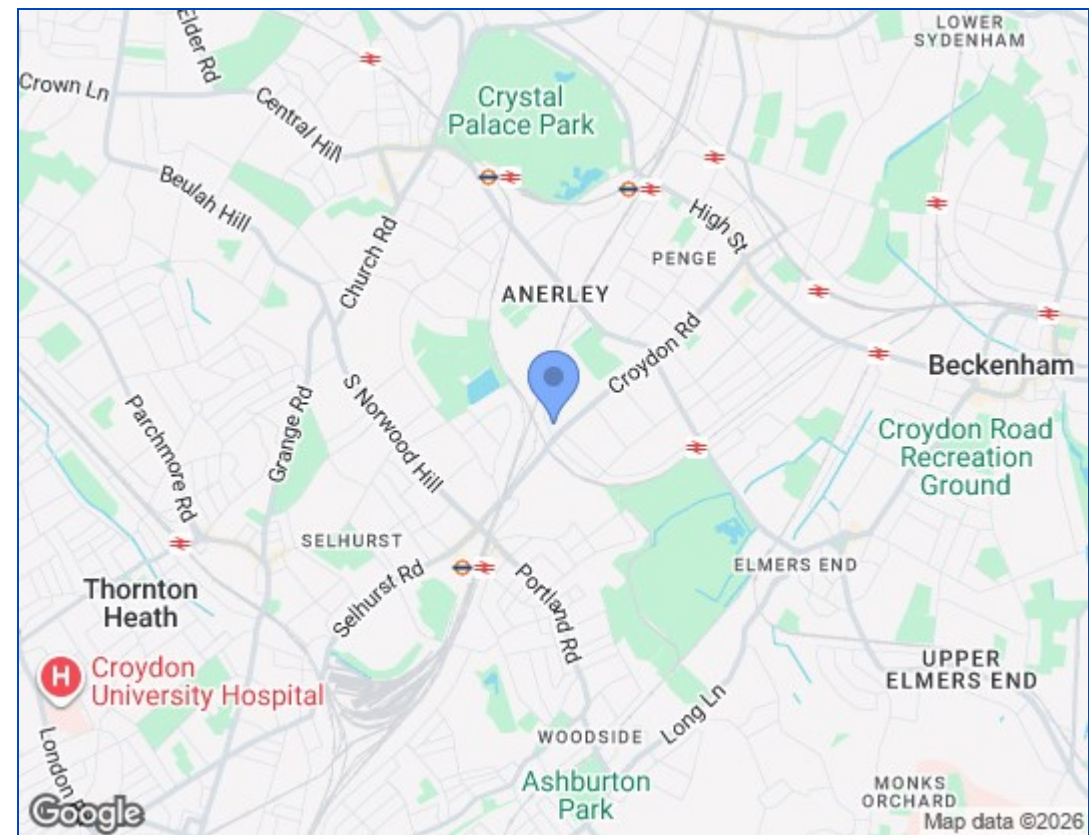 LOWER
SYDENHAM
Elder Rd
Crown Ln
Central Hill
Crystal
Palace Park
Beulah Hill
High St
Church Rd
PENGE
ANERLEY
Croydon Rd
Beckenham
S Norwood Hill
Grange Rd
Parchmore Rd
Croydon Road
Recreation
Ground
SELHURST
Selhurst Rd
Portland Rd
ELMERS END
Thornton
Heath
H
Croydon
University Hospital
UPPER
ELMERS END
Long Ln
WOODSIDE
London
Ashburton
Park
MONKS
ORCHARD
Google
Map data ©2026